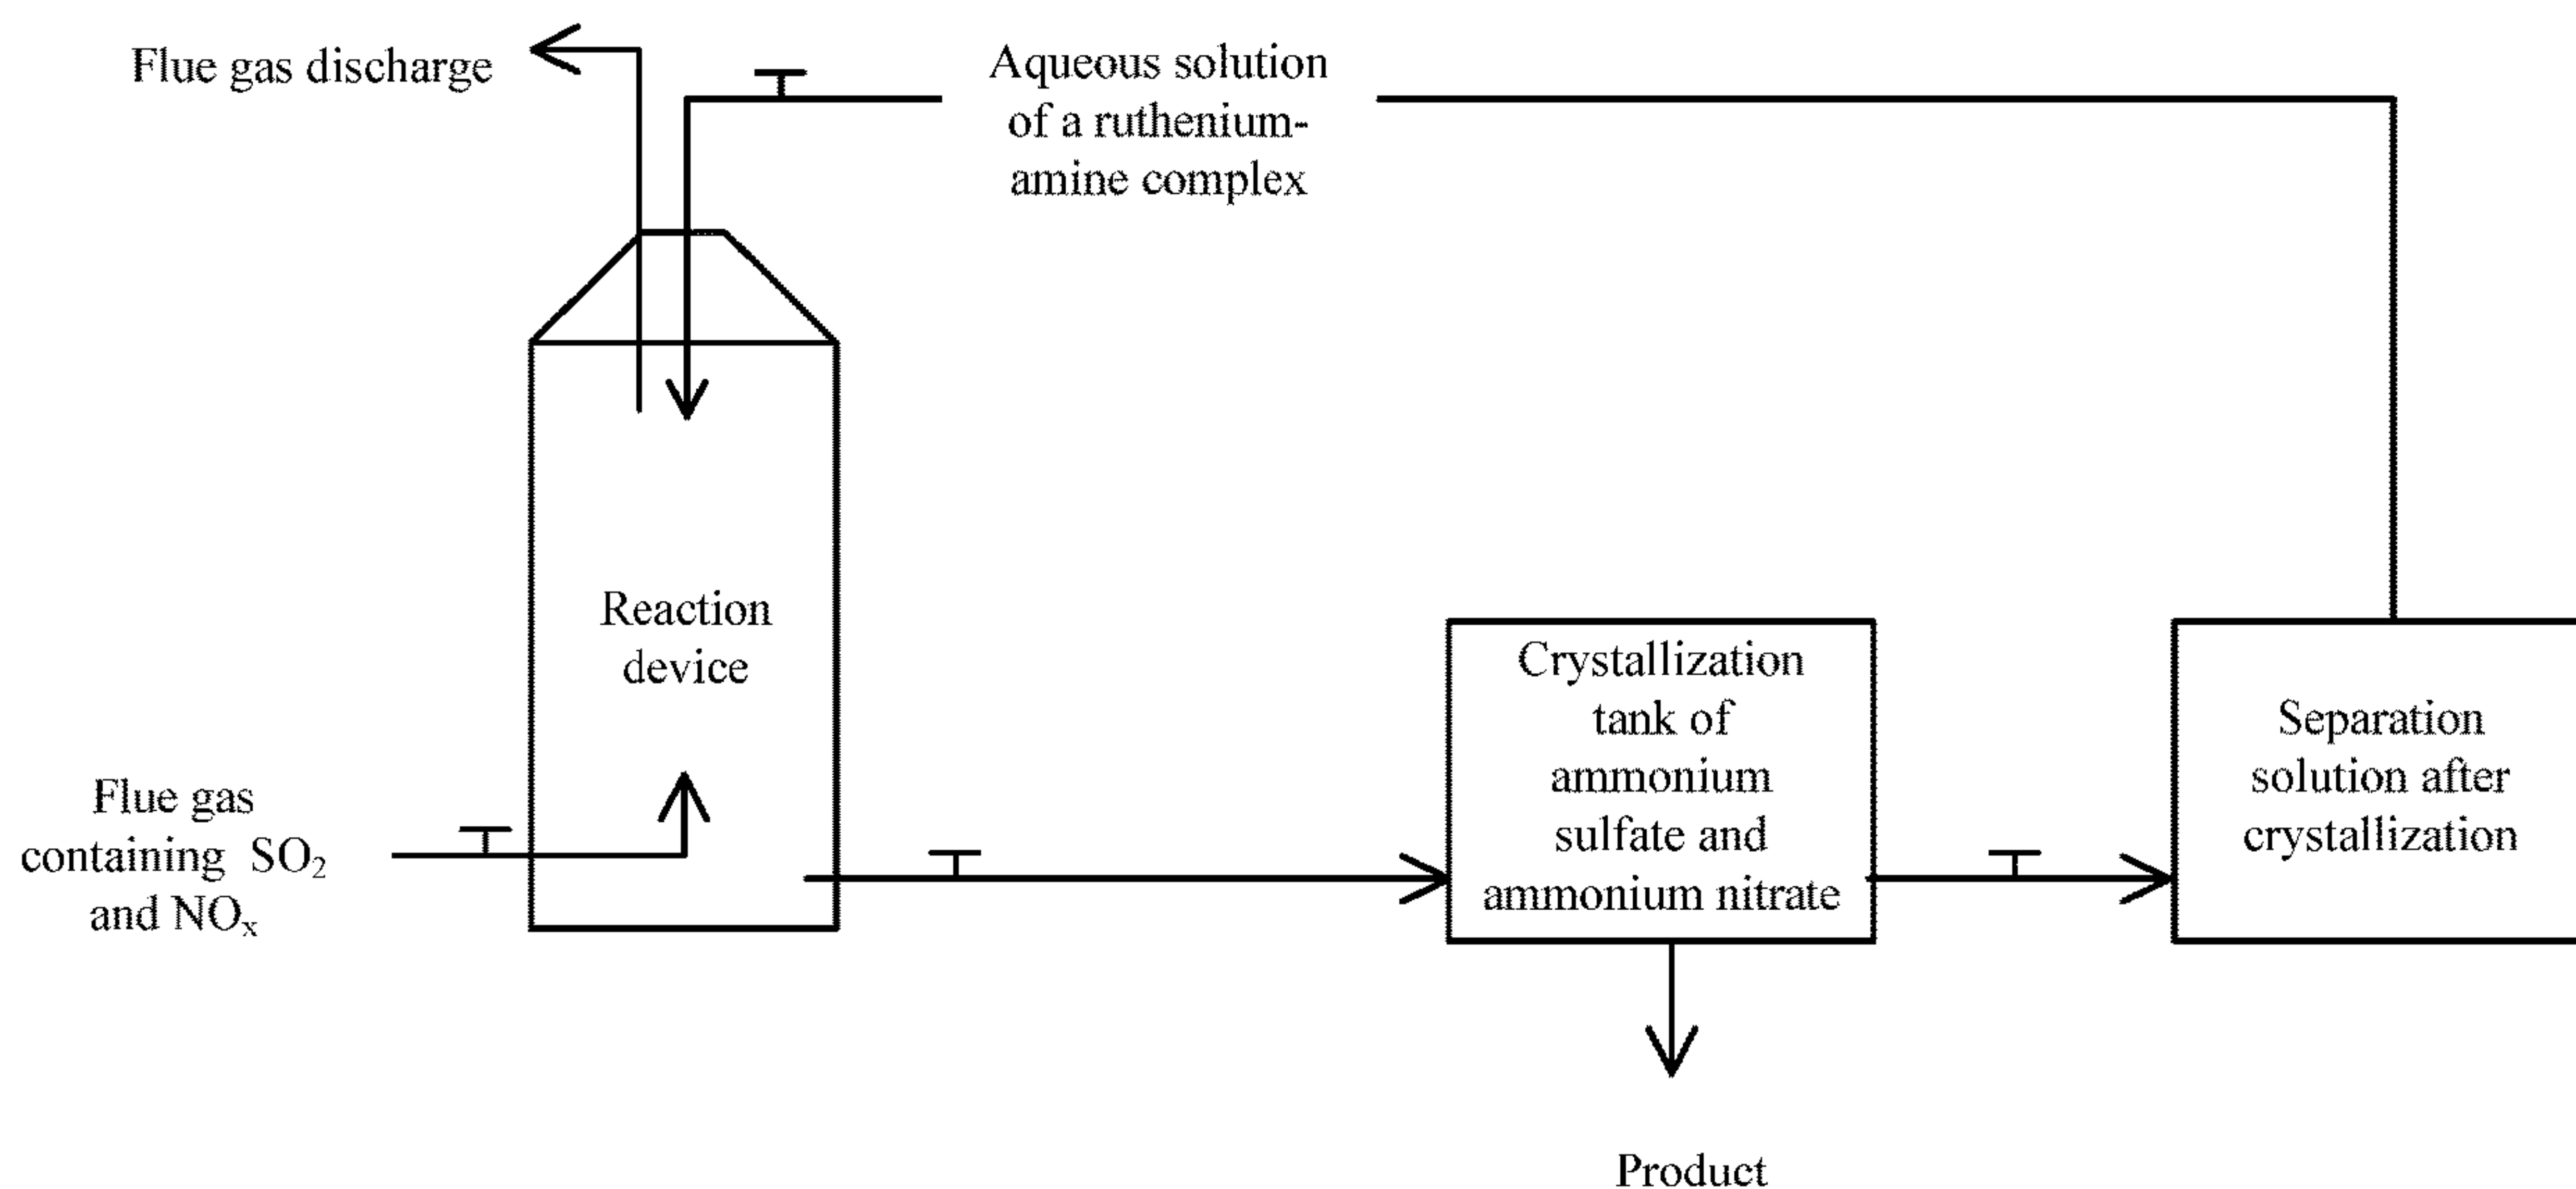 Flue gas discharge
Aqueous solution
of a ruthenium-
amine complex
Reaction
device
Flue gas
containing SO₂
and NOₓ
Crystallization
tank of
ammonium
sulfate and
ammonium nitrate
Separation
solution after
crystallization
Product